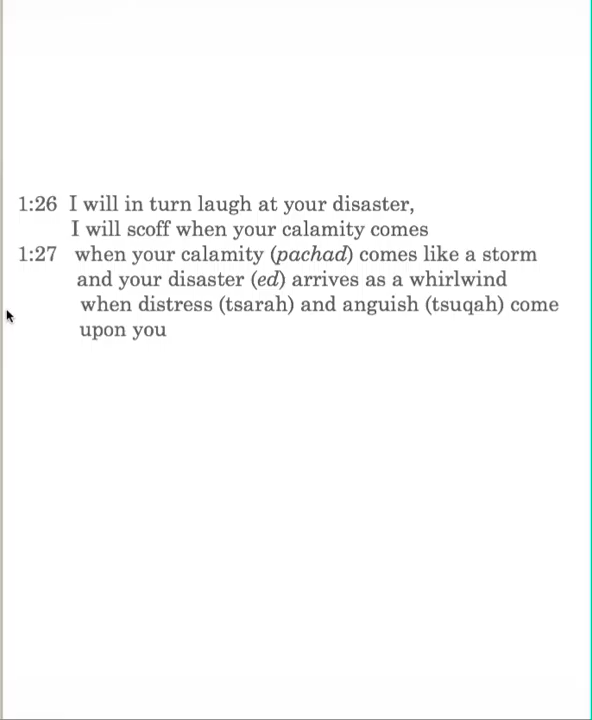 1:26 I will in turn laugh at your disaster,
I will scoff when your calamity comes
1:27 when your calamity (pachad) comes like a storm
and your disaster (ed) arrives as a whirlwind
when distress (tsarah) and anguish (tsuqah) come
upon you